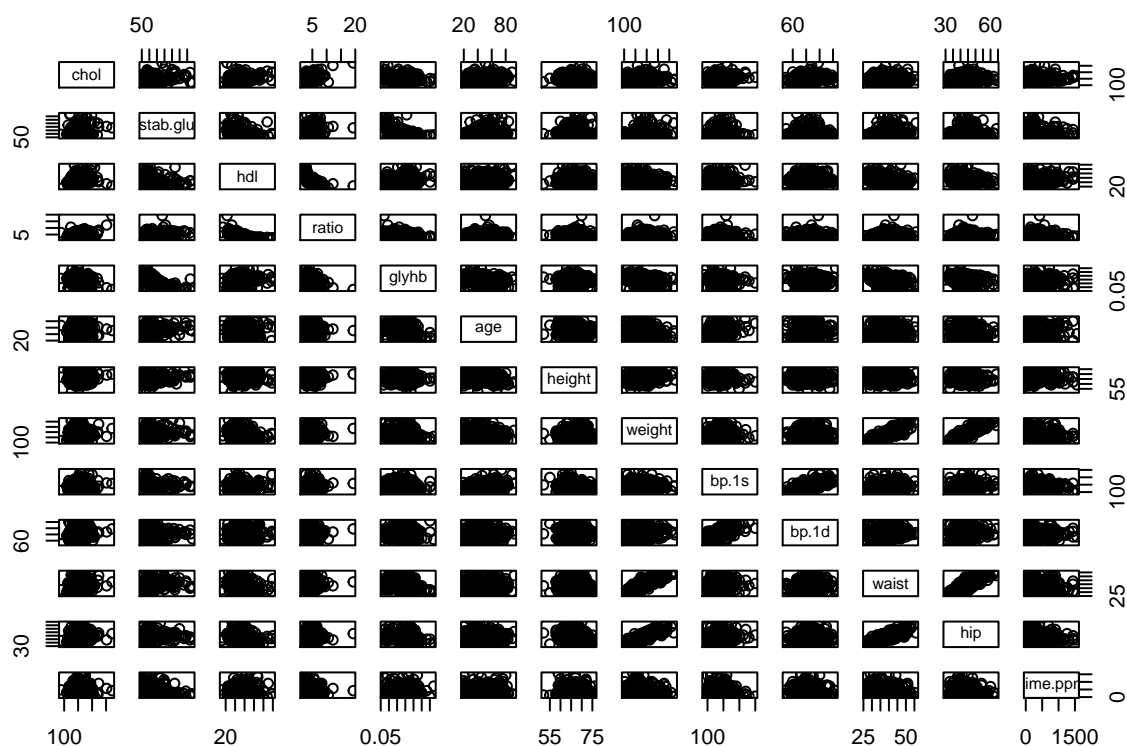 50 5 20 20 80 60 30 60
chol 100
50 stab.glu
hdl 20
5 ratio
glyhb 0.05
20 age
height 55
100 weight
bp.1s 100
60 bp.1d
waist 25
30 hip
ime.ppn 0
100 20 0.05 55 75 100 25 50 0 1500